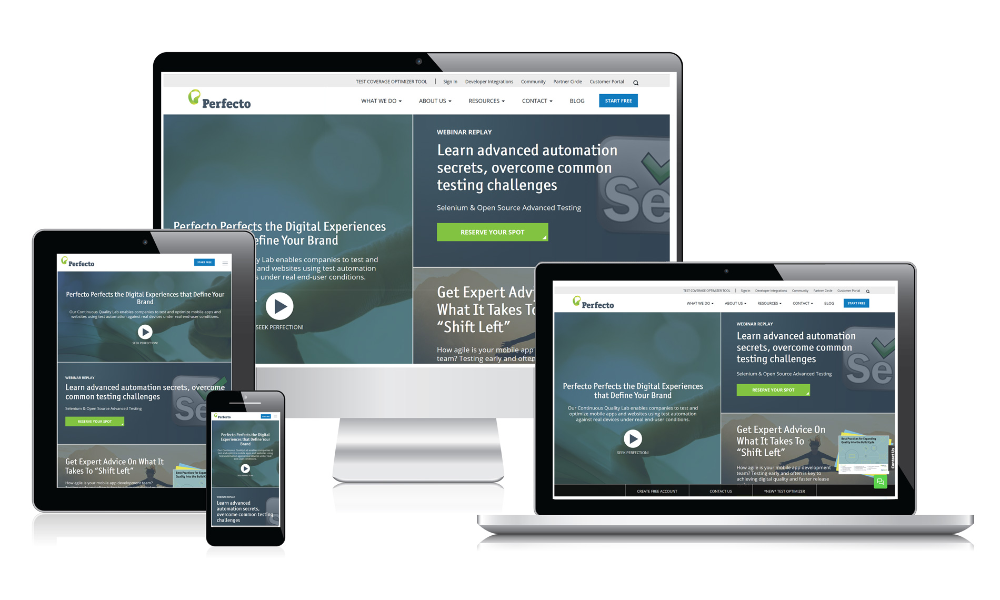 TEST COVERAGE OPTIMIZER TOOL | Sign In Developer Integrations Community Partner Circle Customer Portal
Perfecto
WHAT WE DO ABOUT US RESOURCES CONTACT BLOG START FREE
Perfecto Perfects the Digital Experiences
efine Your Brand
y Lab enables companies to test and
and websites using test automation
s under real end-user conditions.
SEEK PERFECTION!
WEBINAR REPLAY
Learn advanced automation
secrets, overcome common
testing challenges
Selenium & Open Source Advanced Testing
Se
RESERVE YOUR SPOT
Get Expert Advi
What It Takes To
“Shift Left”
How agile is your mobile app
team? Testing early and often
Perfecto
START FREE
Perfecto Perfects the Digital Experiences that Define Your
Brand
Our Continuous Quality Lab enables companies to test and optimize mobile apps and
websites using test automation against real devices under real end-user conditions.
SEEK PERFECTION!
WEBINAR REPLAY
Learn advanced automation secrets, overcome
common testing challenges
Selenium & Open Source Advanced Testing
Se
RESERVE YOUR SPOT
Get Expert Advice On What It
Takes To “Shift Left”
How agile is your mobile app development team?
Testing early and often is key to achieving digital quality
Best Practices for Expan
Quality Into the Build C
Perfecto
START FREE
Perfecto Perfects the Digital
Experiences that Define Your
Brand
Our Continuous Quality Lab enables companies to
test and optimize mobile apps and websites using
test automation against real devices under real
end-user conditions.
SEEK PERFECTION!
WEBINAR REPLAY
Learn advanced
automation secrets,
overcome common testing
challenges
TEST COVERAGE OPTIMIZER TOOL | Sign In Developer Integrations Community Partner Circle Customer Portal
Perfecto
WHAT WE DO ABOUT US RESOURCES CONTACT BLOG START FREE
Perfecto Perfects the Digital Experiences
that Define Your Brand
Our Continuous Quality Lab enables companies to test and
optimize mobile apps and websites using test automation
against real devices under real end-user conditions.
SEEK PERFECTION!
WEBINAR REPLAY
Learn advanced automation
secrets, overcome common
testing challenges
Selenium & Open Source Advanced Testing
Se
RESERVE YOUR SPOT
Get Expert Advice On
What It Takes To
“Shift Left”
How agile is your mobile app development
team? Testing early and often is key to
achieving digital quality and faster release
Best Practices for Expanding
Quality Into the Build Cycle
Contact Us
CREATE FREE ACCOUNT CONTACT US *NEW* TEST OPTIMIZER